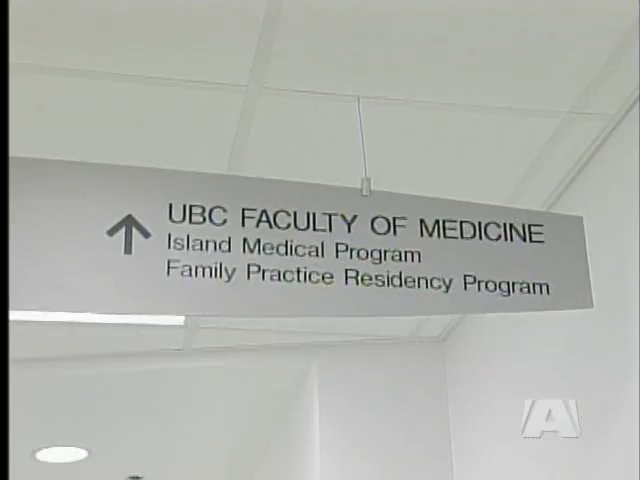 UBC FACULTY OF MEDICINE
Island Medical Program
Family Practice Residency Program
A